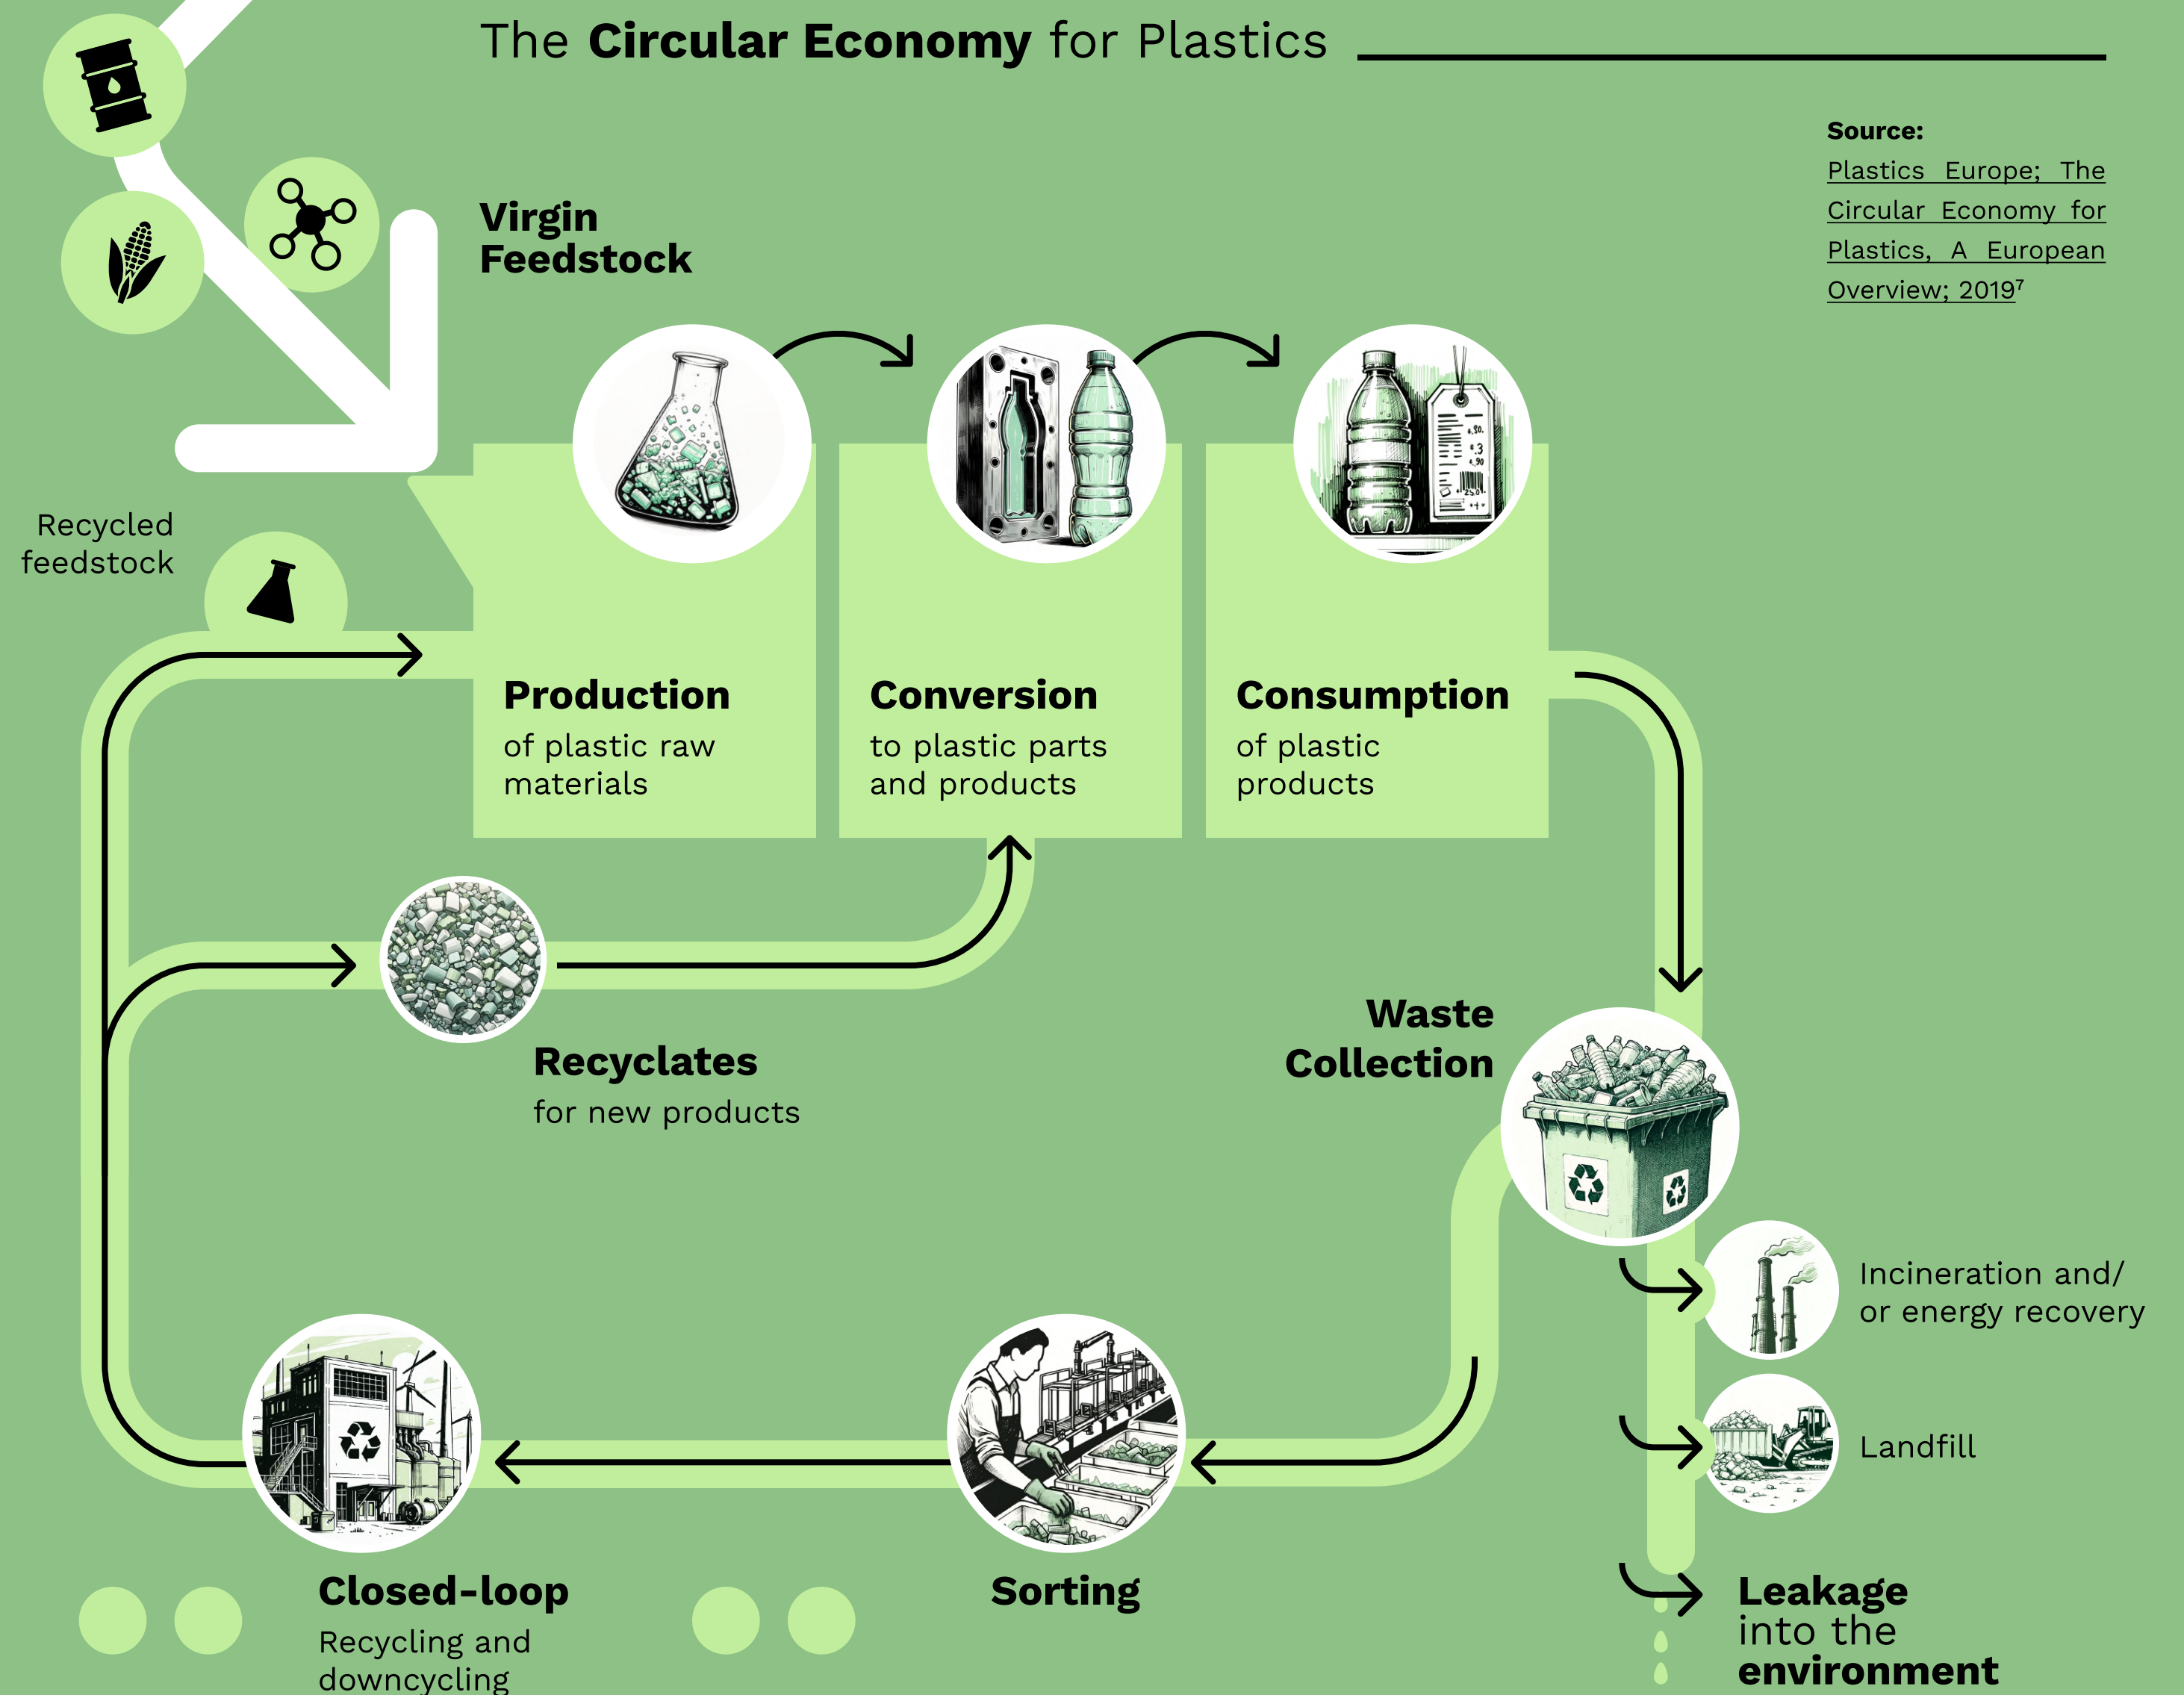 The Circular Economy for Plastics
Source:
Plastics Europe; The
Circular Economy for
Plastics, A European
Overview; 2019⁷
Virgin
Feedstock
Recycled
feedstock
Production
of plastic raw
materials
Conversion
to plastic parts
and products
Consumption
of plastic
products
Recyclates
for new products
Waste
Collection
Incineration and/
or energy recovery
Landfill
Closed-loop
Recycling and
downcycling
Sorting
Leakage
into the
environment